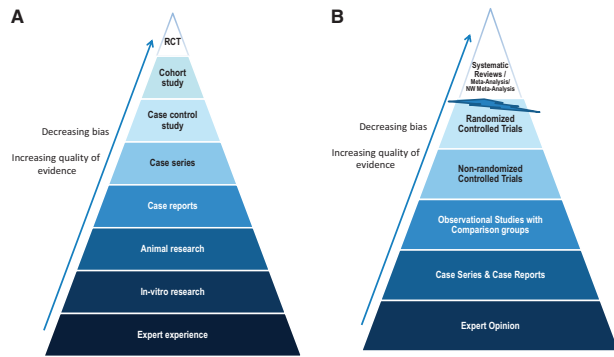 A
RCT
Cohort
study
Case control
study
Case series
Case reports
Animal research
In-vitro research
Expert experience
Decreasing bias
Increasing quality of
evidence
B
Systematic
Reviews /
Meta-Analysis/
NW Meta-Analysis
Randomized
Controlled Trials
Non-randomized
Controlled Trials
Observational Studies with
Comparison groups
Case Series & Case Reports
Expert Opinion
Decreasing bias
Increasing quality of
evidence